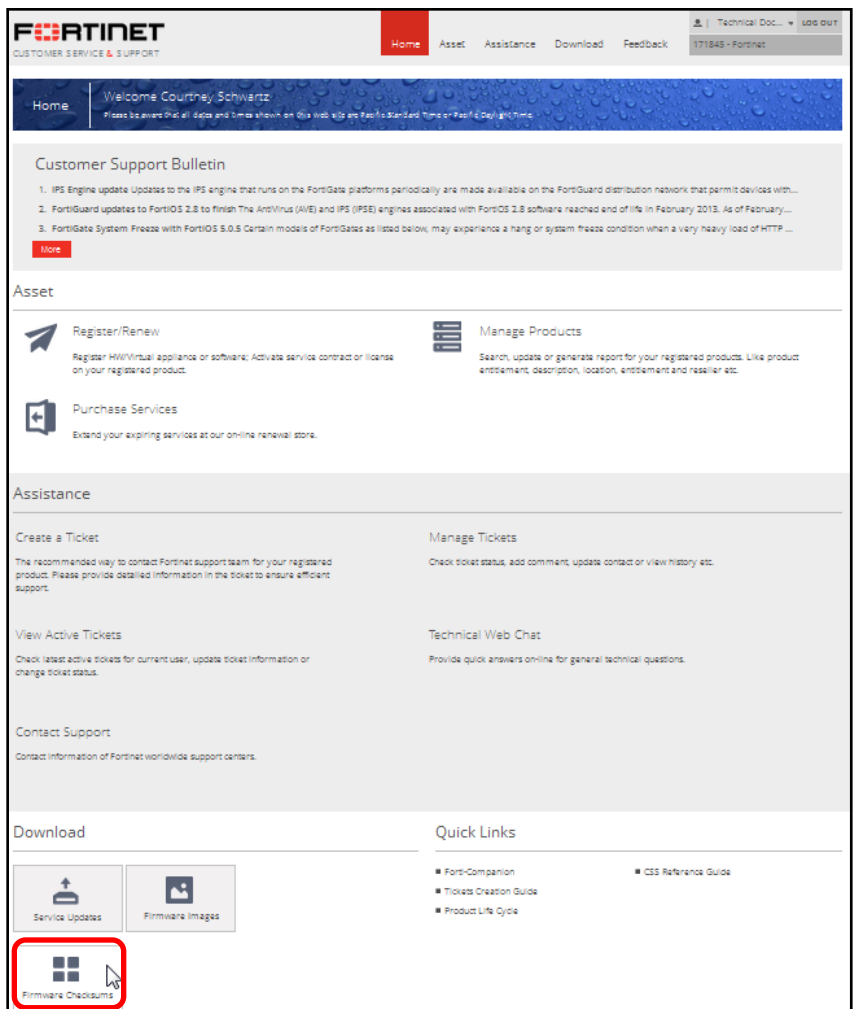 FORTINET
CUSTOMER SERVICE & SUPPORT
Home Asset Assistance Download Feedback
| Technical Doc... LOG OUT
171845 - Fortinet
Home
Welcome Courtney Schwartz
Please be aware that all dates and times shown on this web site are Pacific Standard Time or Pacific Daylight Time.
Customer Support Bulletin
1. IPS Engine update Updates to the IPS engine that runs on the FortiGate platforms periodically are made available on the FortiGuard distribution network that permit devices with...
2. FortiGuard updates to FortiOS 2.8 to finish The AntiVirus (AVE) and IPS (IPSE) engines associated with FortiOS 2.8 software reached end of life in February 2013. As of February...
3. FortiGate System Freeze with FortiOS 5.0.5 Certain models of FortiGates as listed below, may experience a hang or system freeze condition when a very heavy load of HTTP ...
More
Asset
Register/Renew
Register HW/Virtual appliance or software; Activate service contract or license
on your registered product.
Manage Products
Search, update or generate report for your registered products. Like product
entitlement, description, location, entitlement and reseller etc.
Purchase Services
Extend your expiring services at our on-line renewal store.
Assistance
Create a Ticket
The recommended way to contact Fortinet support team for your registered
product. Please provide detailed information in the ticket to ensure efficient
support.
Manage Tickets
Check ticket status, add comment, update contact or view history etc.
View Active Tickets
Check latest active tickets for current user, update ticket information or
change ticket status.
Technical Web Chat
Provide quick answers on-line for general technical questions.
Contact Support
Contact information of Fortinet worldwide support centers.
Download
Service Updates
Firmware Images
Firmware Checksums
Quick Links
Forti-Companion
Tickets Creation Guide
Product Life Cycle
CSS Reference Guide